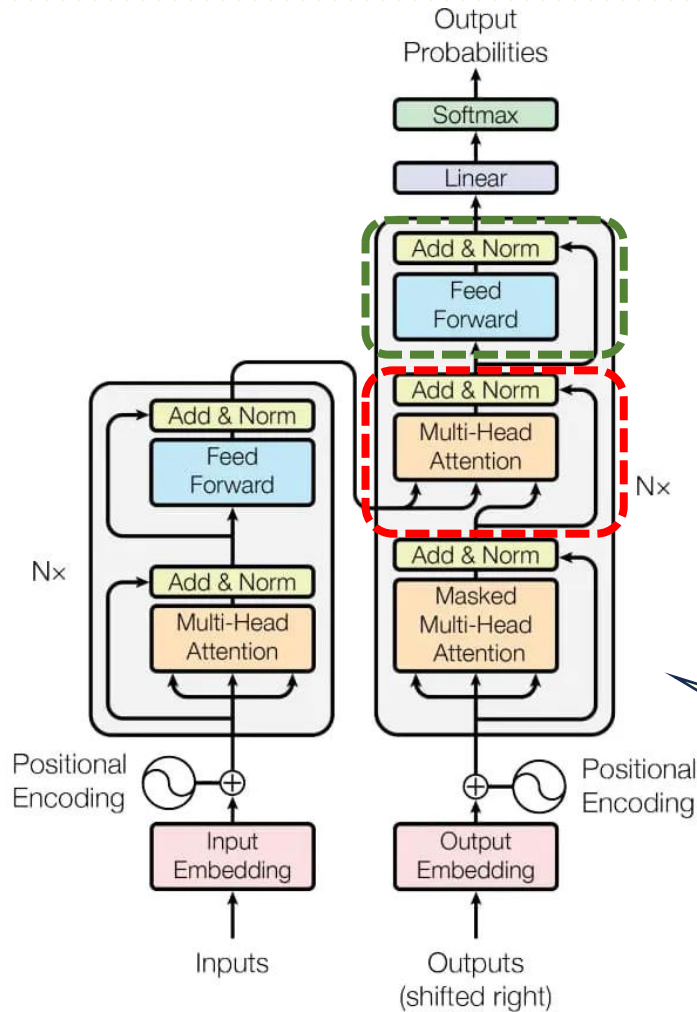 Output
Probabilities
Softmax
Linear
Add & Norm
Feed
Forward
Add & Norm
Multi-Head
Attention
Nx
Add & Norm
Masked
Multi-Head
Attention
Add & Norm
Feed
Forward
Nx
Add & Norm
Multi-Head
Attention
Positional
Encoding
Positional
Encoding
Input
Embedding
Output
Embedding
Inputs
Outputs
(shifted right)